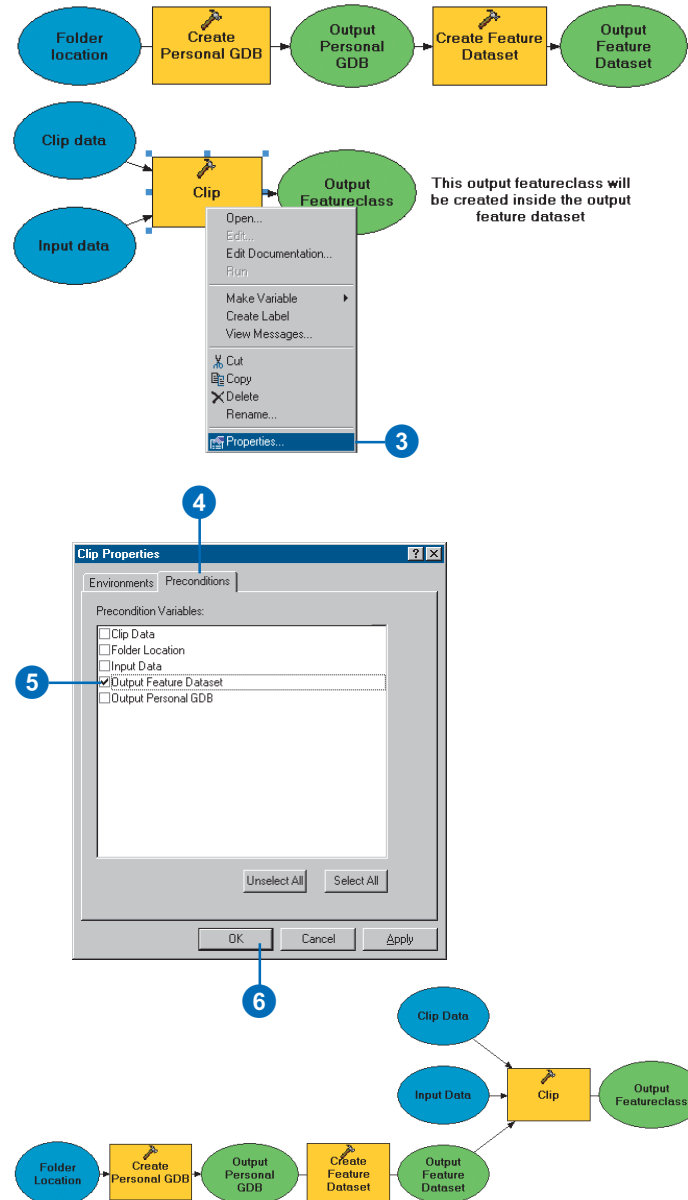 Folder
location
Create
Personal GDB
Output
Personal
GDB
Create Feature
Dataset
Output
Feature
Dataset
Clip data
Input data
Clip
Output
Featureclass
This output featureclass will
be created inside the output
feature dataset
Open...
Edit...
Edit Documentation...
Run
Make Variable
Create Label
View Messages...
Cut
Copy
Delete
Rename...
Properties...
3
4
Clip Properties
Environments
Preconditions
Precondition Variables:
Clip Data
Folder Location
Input Data
Output Feature Dataset
Output Personal GDB
5
Unselect All
Select All
OK
Cancel
Apply
6
Clip Data
Input Data
Clip
Output
Featureclass
Folder
Location
Create
Personal GDB
Output
Personal
GDB
Create
Feature
Dataset
Output
Feature
Dataset